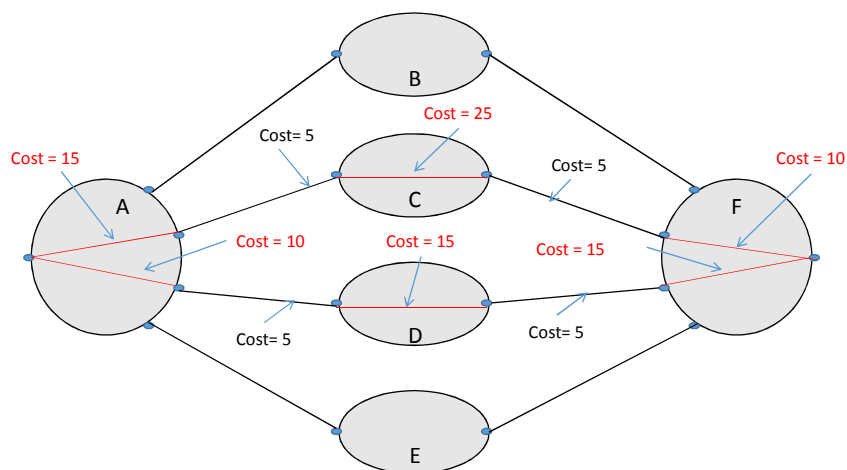 B
Cost = 25
Cost= 5
Cost = 15
Cost = 10
Cost= 5
A
C
F
Cost = 10
Cost = 15
Cost = 15
D
Cost= 5
Cost= 5
E